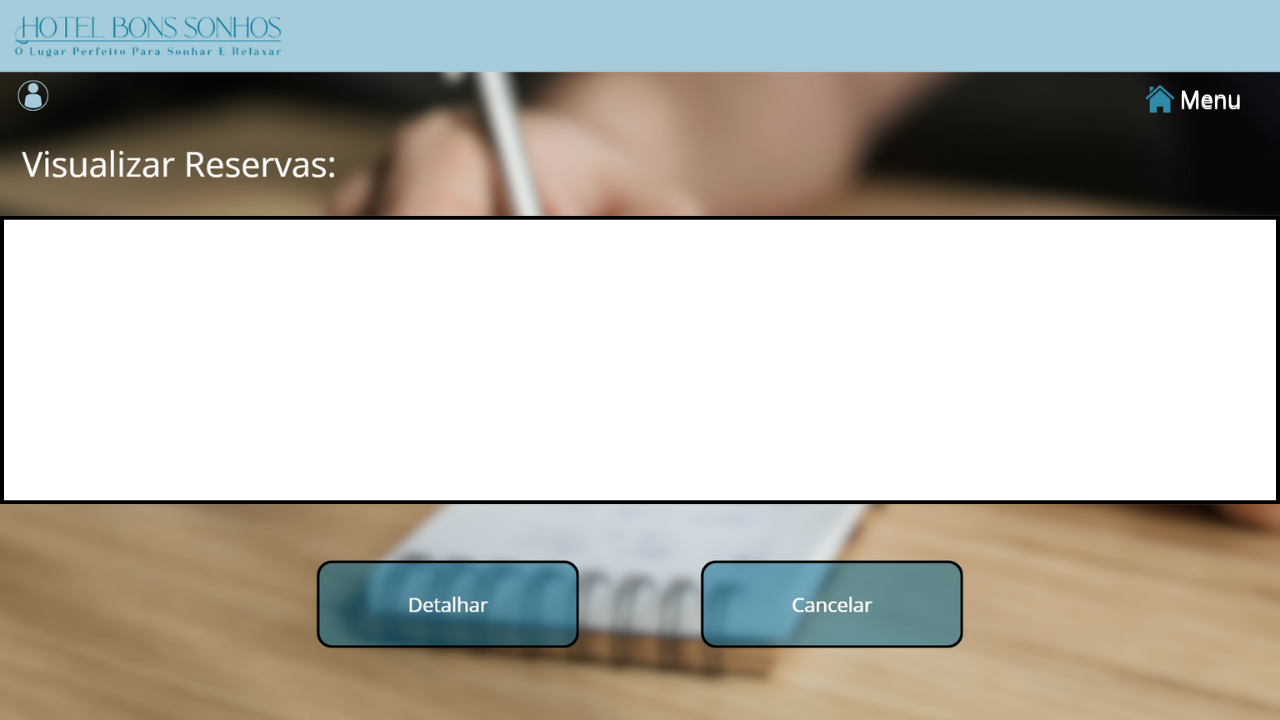 HOTEL BONS SONHOS
O Lugar Perfeito Para Sonhar E Relaxar
Menu
Visualizar Reservas:
Detalhar
Cancelar